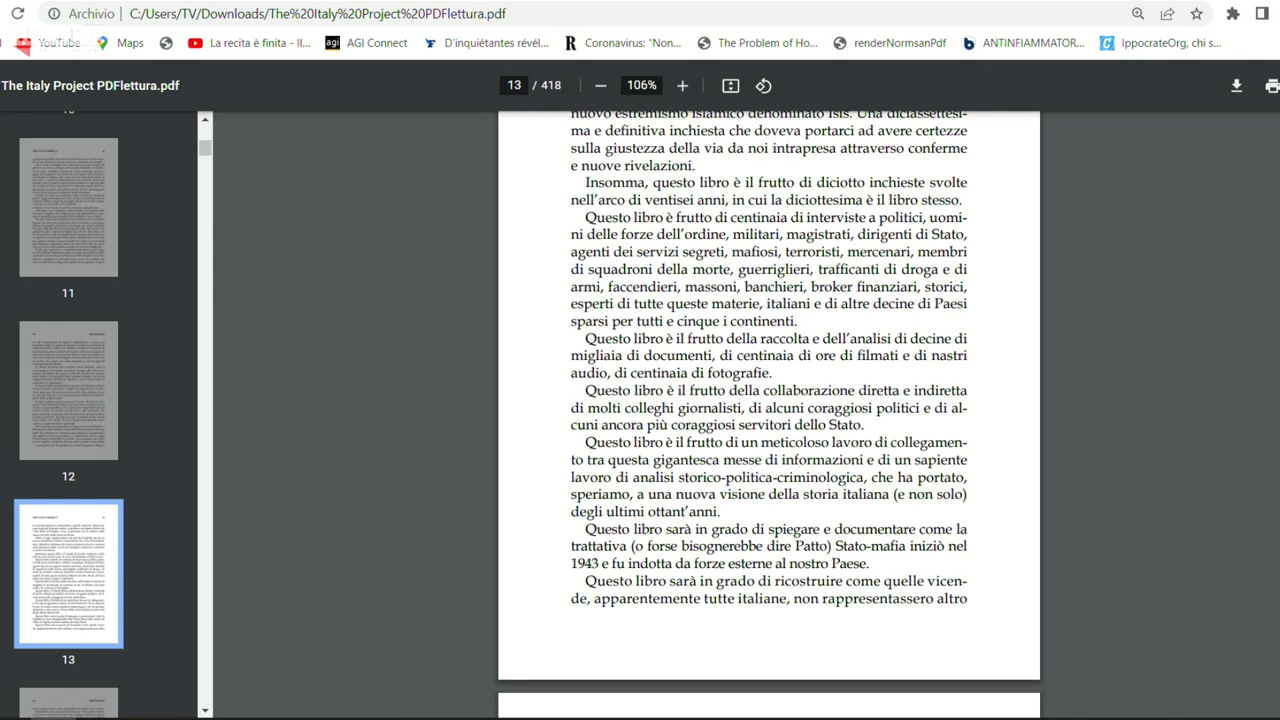 Archivio C:/Users/TV/Downloads/The%20Italy%20Project%20PDFlettura.pdf
YouTube Maps La recita è finita - Il... AGI Connect D'inquiétantes révél... Coronavirus: "Non... The Problem of Ho... renderNormsanPdf ANTINFIAMMATOR... IppocrateOrg, chi s...
The Italy Project PDFlettura.pdf 13 / 418 106%
11
12
13
nuovo estremismo islamico denominato Isis. Una diciassettesi-
ma e definitiva inchiesta che doveva portarci ad avere certezze
sulla giustezza della via da noi intrapresa attraverso conferme
e nuove rivelazioni.
Insomma, questo libro è il frutto di diciotto inchieste svolte
nell'arco di ventisei anni, in cui la diciottesima è il libro stesso.
Questo libro è frutto di centinaia di interviste a politici, uomi-
ni delle forze dell'ordine, militari, magistrati, dirigenti di Stato,
agenti dei servizi segreti, mafiosi, terroristi, mercenari, membri
di squadroni della morte, guerriglieri, trafficanti di droga e di
armi, faccendieri, massoni, banchieri, broker finanziari, storici,
esperti di tutte queste materie, italiani e di altre decine di Paesi
sparsi per tutti e cinque i continenti.
Questo libro è il frutto della raccolta e dell'analisi di decine di
migliaia di documenti, di centinaia di ore di filmati e di nastri
audio, di centinaia di fotografie.
Questo libro è il frutto della collaborazione diretta e indiretta
di molti colleghi giornalisti, di alcuni coraggiosi politici e di al-
cuni ancora più coraggiosi servitori dello Stato.
Questo libro è il frutto di un meticoloso lavoro di collegamen-
to tra questa gigantesca messe di informazioni e di un sapiente
lavoro di analisi storico-politica-criminologica, che ha portato,
speriamo, a una nuova visione della storia italiana (e non solo)
degli ultimi ottant'anni.
Questo libro sarà in grado di spiegare e documentare come la
trattativa (o forse bisognerebbe dire Patto) Stato-mafia iniziò nel
1943 e fu indotta da forze esterne al nostro Paese.
Questo libro sarà in grado di ricostruire come quelle vicen-
de, apparentemente tutte italiane, non rappresentassero altro